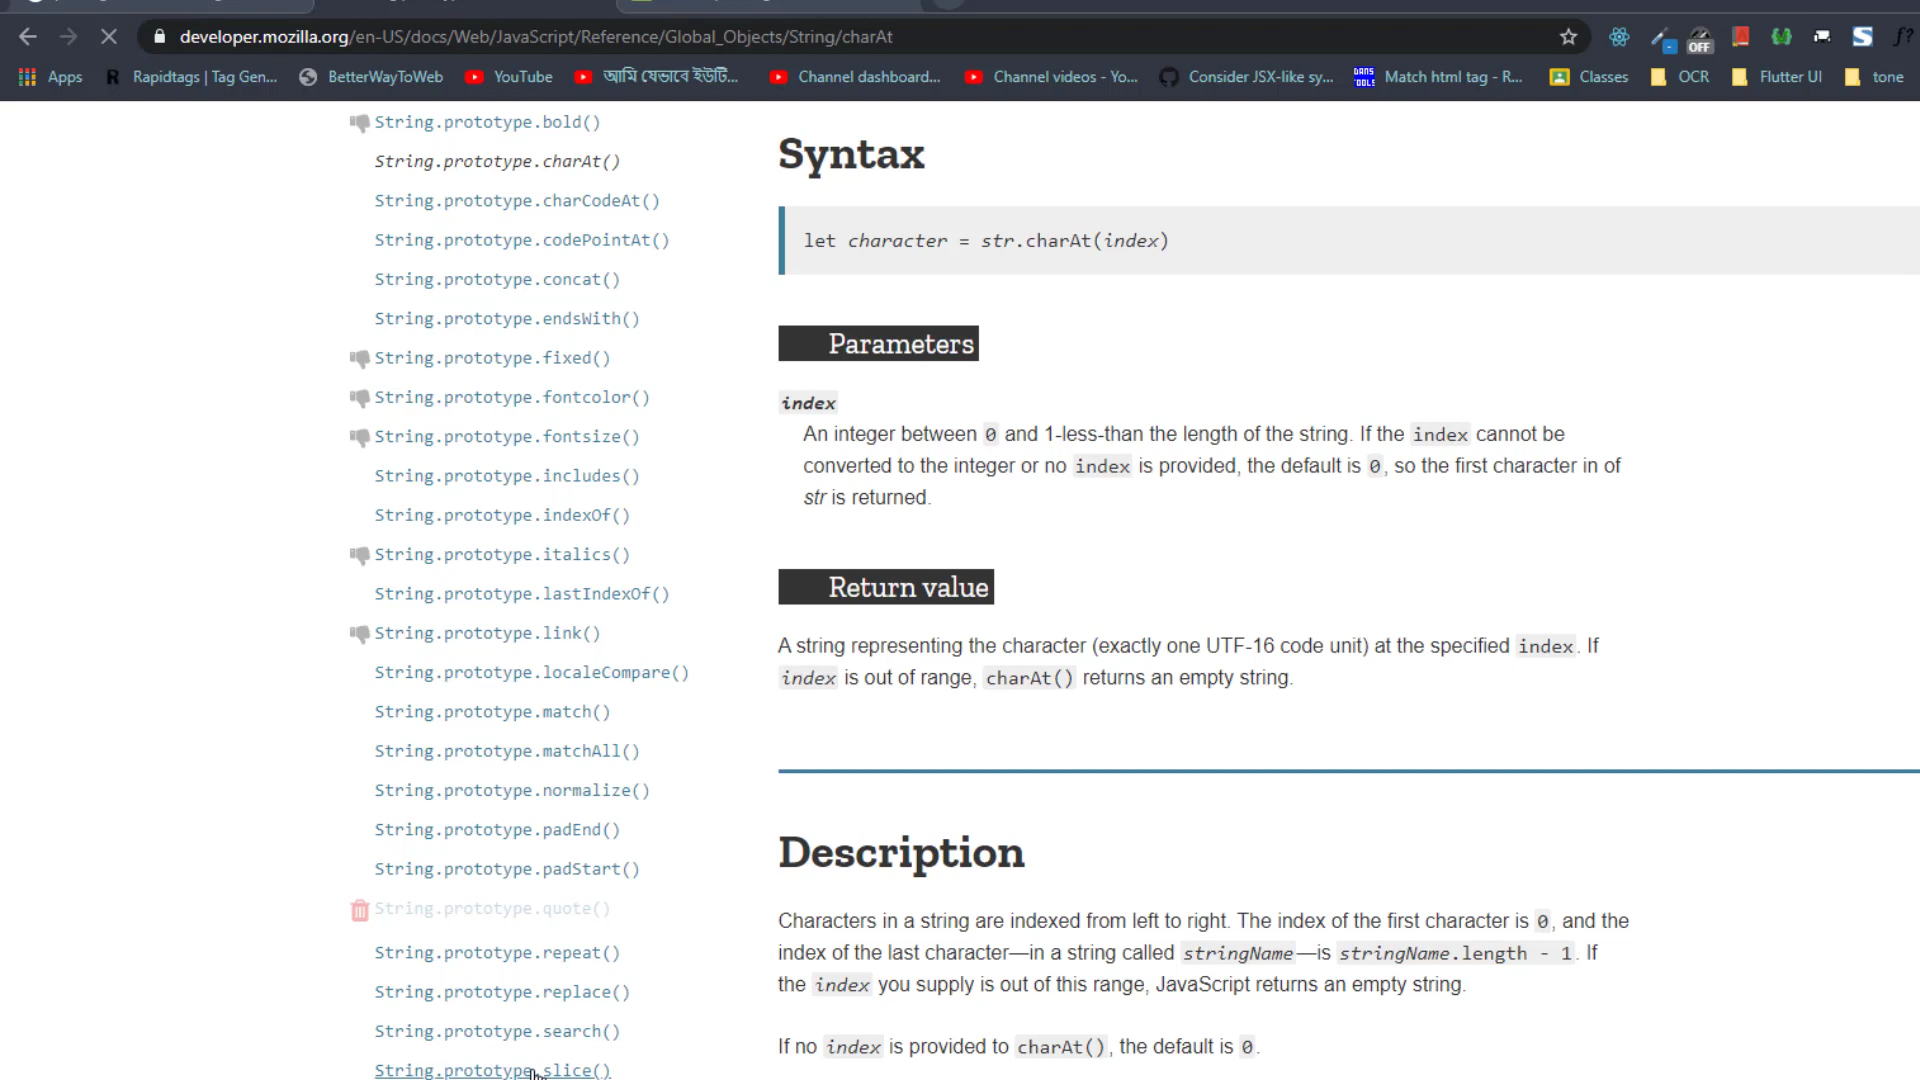 developer.mozilla.org/en-US/docs/Web/JavaScript/Reference/Global_Objects/String/charAt
OFF
Apps
Rapidtags | Tag Gen...
BetterWayToWeb
YouTube
আমি যেভাবে ইউটি...
Channel dashboard...
Channel videos - Yo...
Consider JSX-like sy...
Match html tag - R...
Classes
OCR
Flutter UI
tone
String.prototype.bold()
String.prototype.charAt()
String.prototype.charCodeAt()
String.prototype.codePointAt()
String.prototype.concat()
String.prototype.endsWith()
String.prototype.fixed()
String.prototype.fontcolor()
String.prototype.fontsize()
String.prototype.includes()
String.prototype.indexOf()
String.prototype.italics()
String.prototype.lastIndexOf()
String.prototype.link()
String.prototype.localeCompare()
String.prototype.match()
String.prototype.matchAll()
String.prototype.normalize()
String.prototype.padEnd()
String.prototype.padStart()
String.prototype.quote()
String.prototype.repeat()
String.prototype.replace()
String.prototype.search()
String.prototype.slice()
Syntax
let character = str.charAt(index)
Parameters
index
An integer between 0 and 1-less-than the length of the string. If the index cannot be
converted to the integer or no index is provided, the default is 0, so the first character in of
str is returned.
Return value
A string representing the character (exactly one UTF-16 code unit) at the specified index. If
index is out of range, charAt() returns an empty string.
Description
Characters in a string are indexed from left to right. The index of the first character is 0, and the
index of the last character—in a string called stringName—is stringName.length - 1. If
the index you supply is out of this range, JavaScript returns an empty string.
If no index is provided to charAt(), the default is 0.